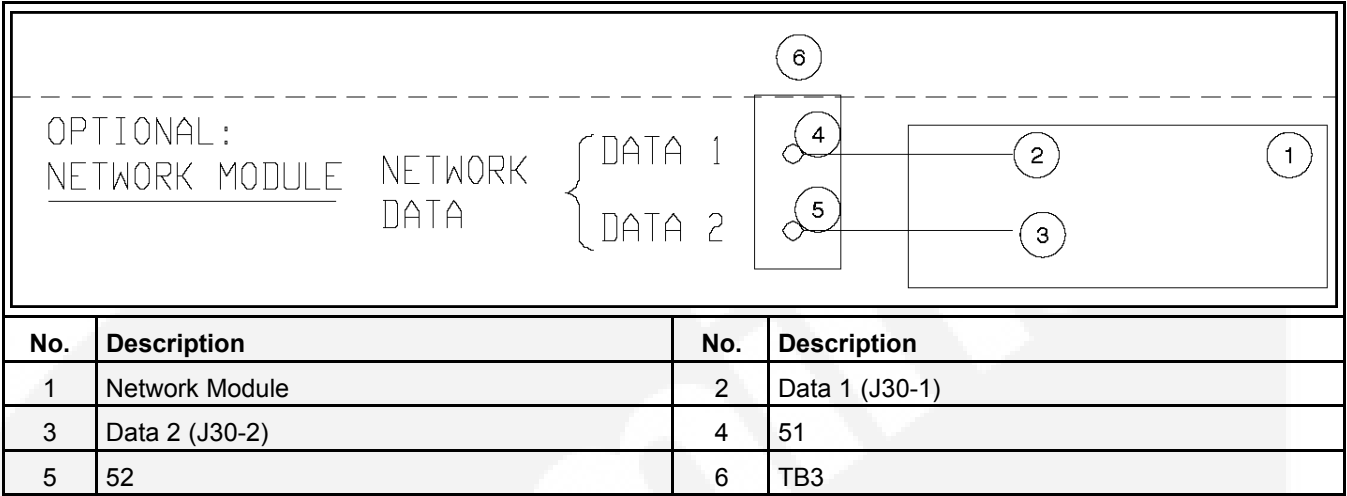 6
OPTIONAL:
NETWORK MODULE
NETWORK
DATA
DATA 1
DATA 2
4
5
2
3
1
No. Description No. Description
1 Network Module 2 Data 1 (J30-1)
3 Data 2 (J30-2) 4 51
5 52 6 TB3